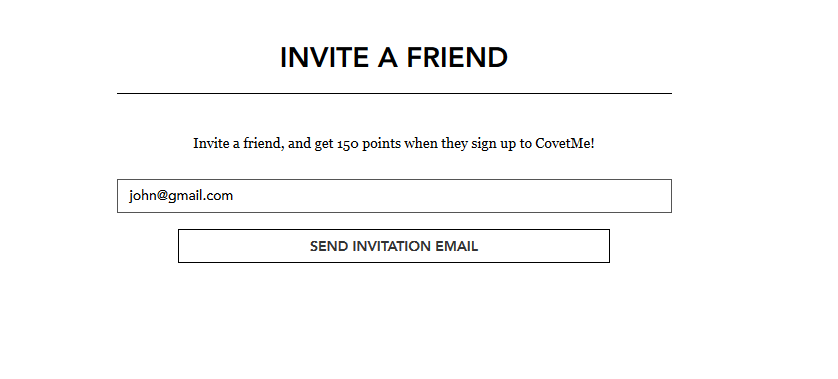 INVITE A FRIEND
Invite a friend, and get 150 points when they sign up to CovetMe!
john@gmail.com
SEND INVITATION EMAIL